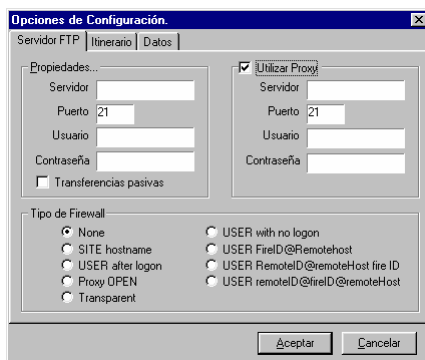 Opciones de Configuración.
Servidor FTP Itinerario Datos
Propiedades...
Servidor
Puerto 21
Usuario
Contraseña
Transferencias pasivas
Utilizar Proxy
Servidor
Puerto 21
Usuario
Contraseña
Tipo de Firewall
None
SITE hostname
USER after logon
Proxy OPEN
Transparent
USER with no logon
USER FireID@Remotehost
USER RemoteID@remoteHost fire ID
USER remoteID@fireID@remoteHost
Aceptar Cancelar